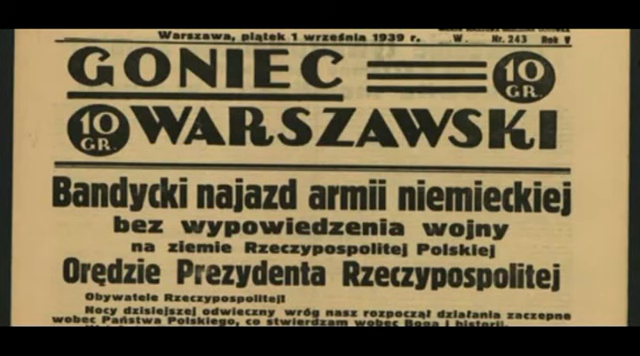 Warszawa, piątek 1 września 1939 r. W. Nr. 243 Rok V
GONIEC 10 GR.
10 GR. WARSZAWSKI
Bandycki najazd armii niemieckiej
bez wypowiedzenia wojny
na ziemie Rzeczypospolitej Polskiej
Orędzie Prezydenta Rzeczypospolitej
Obywatele Rzeczypospolitej!
Nocy dzisiejszej odwieczny wróg nasz rozpoczął działania zaczepne
wobec Państwa Polskiego, co stwierdzam wobec Boga i historii.